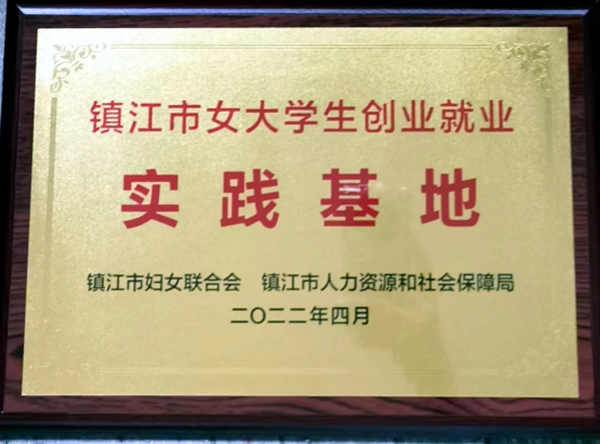 镇江市女大学生创业就业
实践基地
镇江市妇女联合会 镇江市人力资源和社会保障局
二〇二二年四月